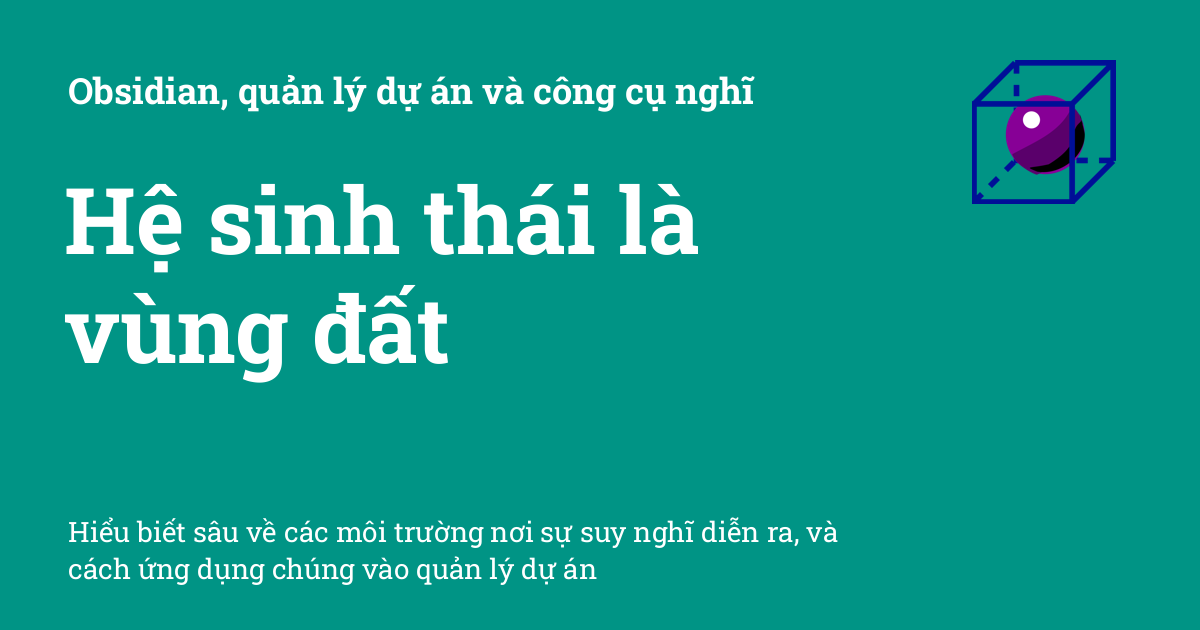 Obsidian, quản lý dự án và công cụ nghĩ
Hệ sinh thái là
vùng đất
Hiểu biết sâu về các môi trường nơi sự suy nghĩ diễn ra, và
cách ứng dụng chúng vào quản lý dự án